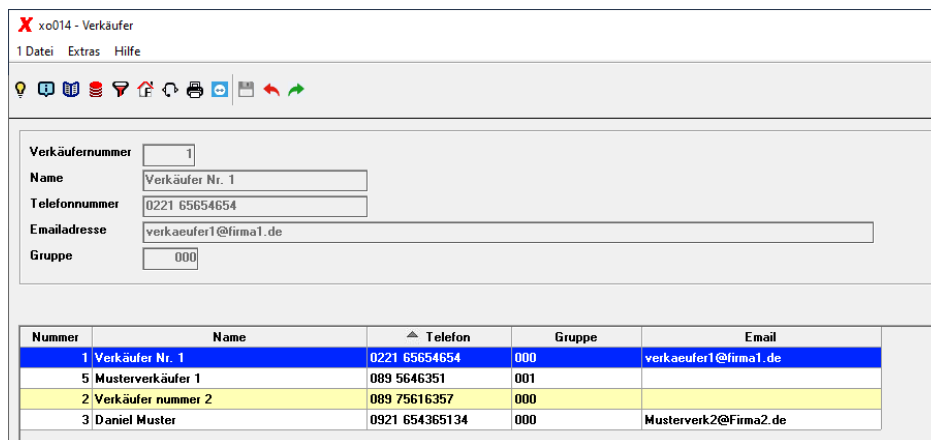 xo014 - Verkäufer
1 Datei Extras Hilfe
Verkäufernummer 1
Name Verkäufer Nr. 1
Telefonnummer 0221 65654654
Emailadresse verkaeufer1@firma1.de
Gruppe 000
Nummer Name Telefon Gruppe Email
1 Verkäufer Nr. 1 0221 65654654 000 verkaeufer1@firma1.de
5 Musterverkäufer 1 089 5646351 001
2 Verkäufer nummer 2 089 75616357 000
3 Daniel Muster 0921 654365134 000 Musterverk2@Firma2.de